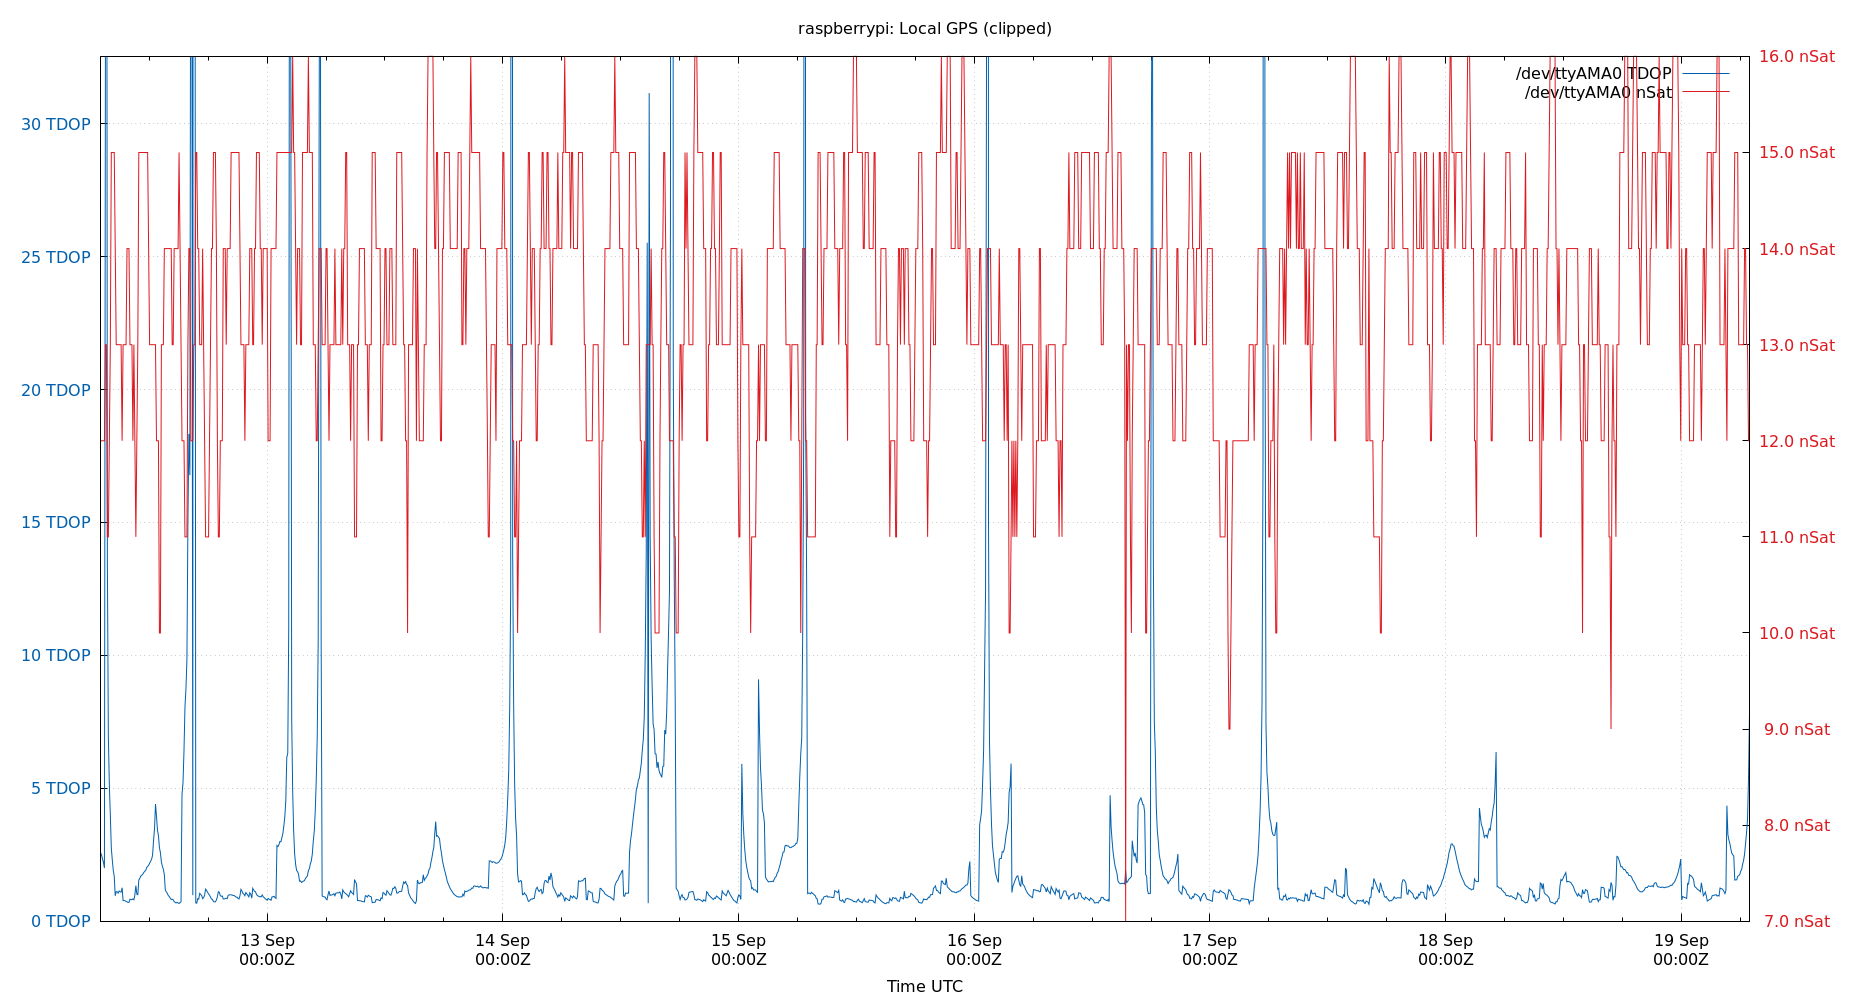 raspberrypi: Local GPS (clipped)
/dev/ttyAMA0 TDOP
/dev/ttyAMA0 nSat
30 TDOP
25 TDOP
20 TDOP
15 TDOP
10 TDOP
5 TDOP
0 TDOP
16.0 nSat
15.0 nSat
14.0 nSat
13.0 nSat
12.0 nSat
11.0 nSat
10.0 nSat
9.0 nSat
8.0 nSat
7.0 nSat
13 Sep
00:00Z
14 Sep
00:00Z
15 Sep
00:00Z
16 Sep
00:00Z
17 Sep
00:00Z
18 Sep
00:00Z
19 Sep
00:00Z
Time UTC